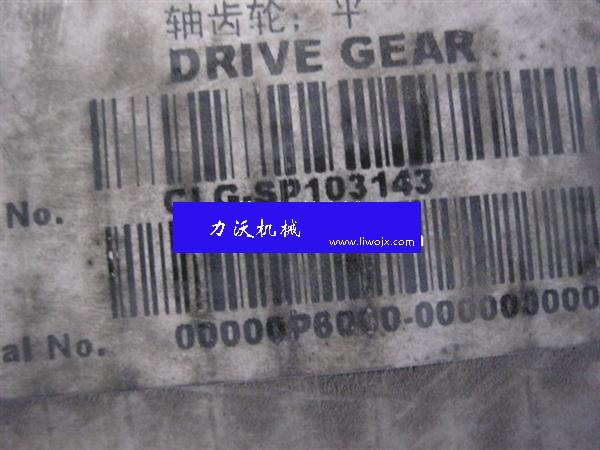 轴齿轮；半
DRIVE GEAR
No. CLG-SP103143
力沃机械
www.liwojx.com
al No. 00000P6000-000000000